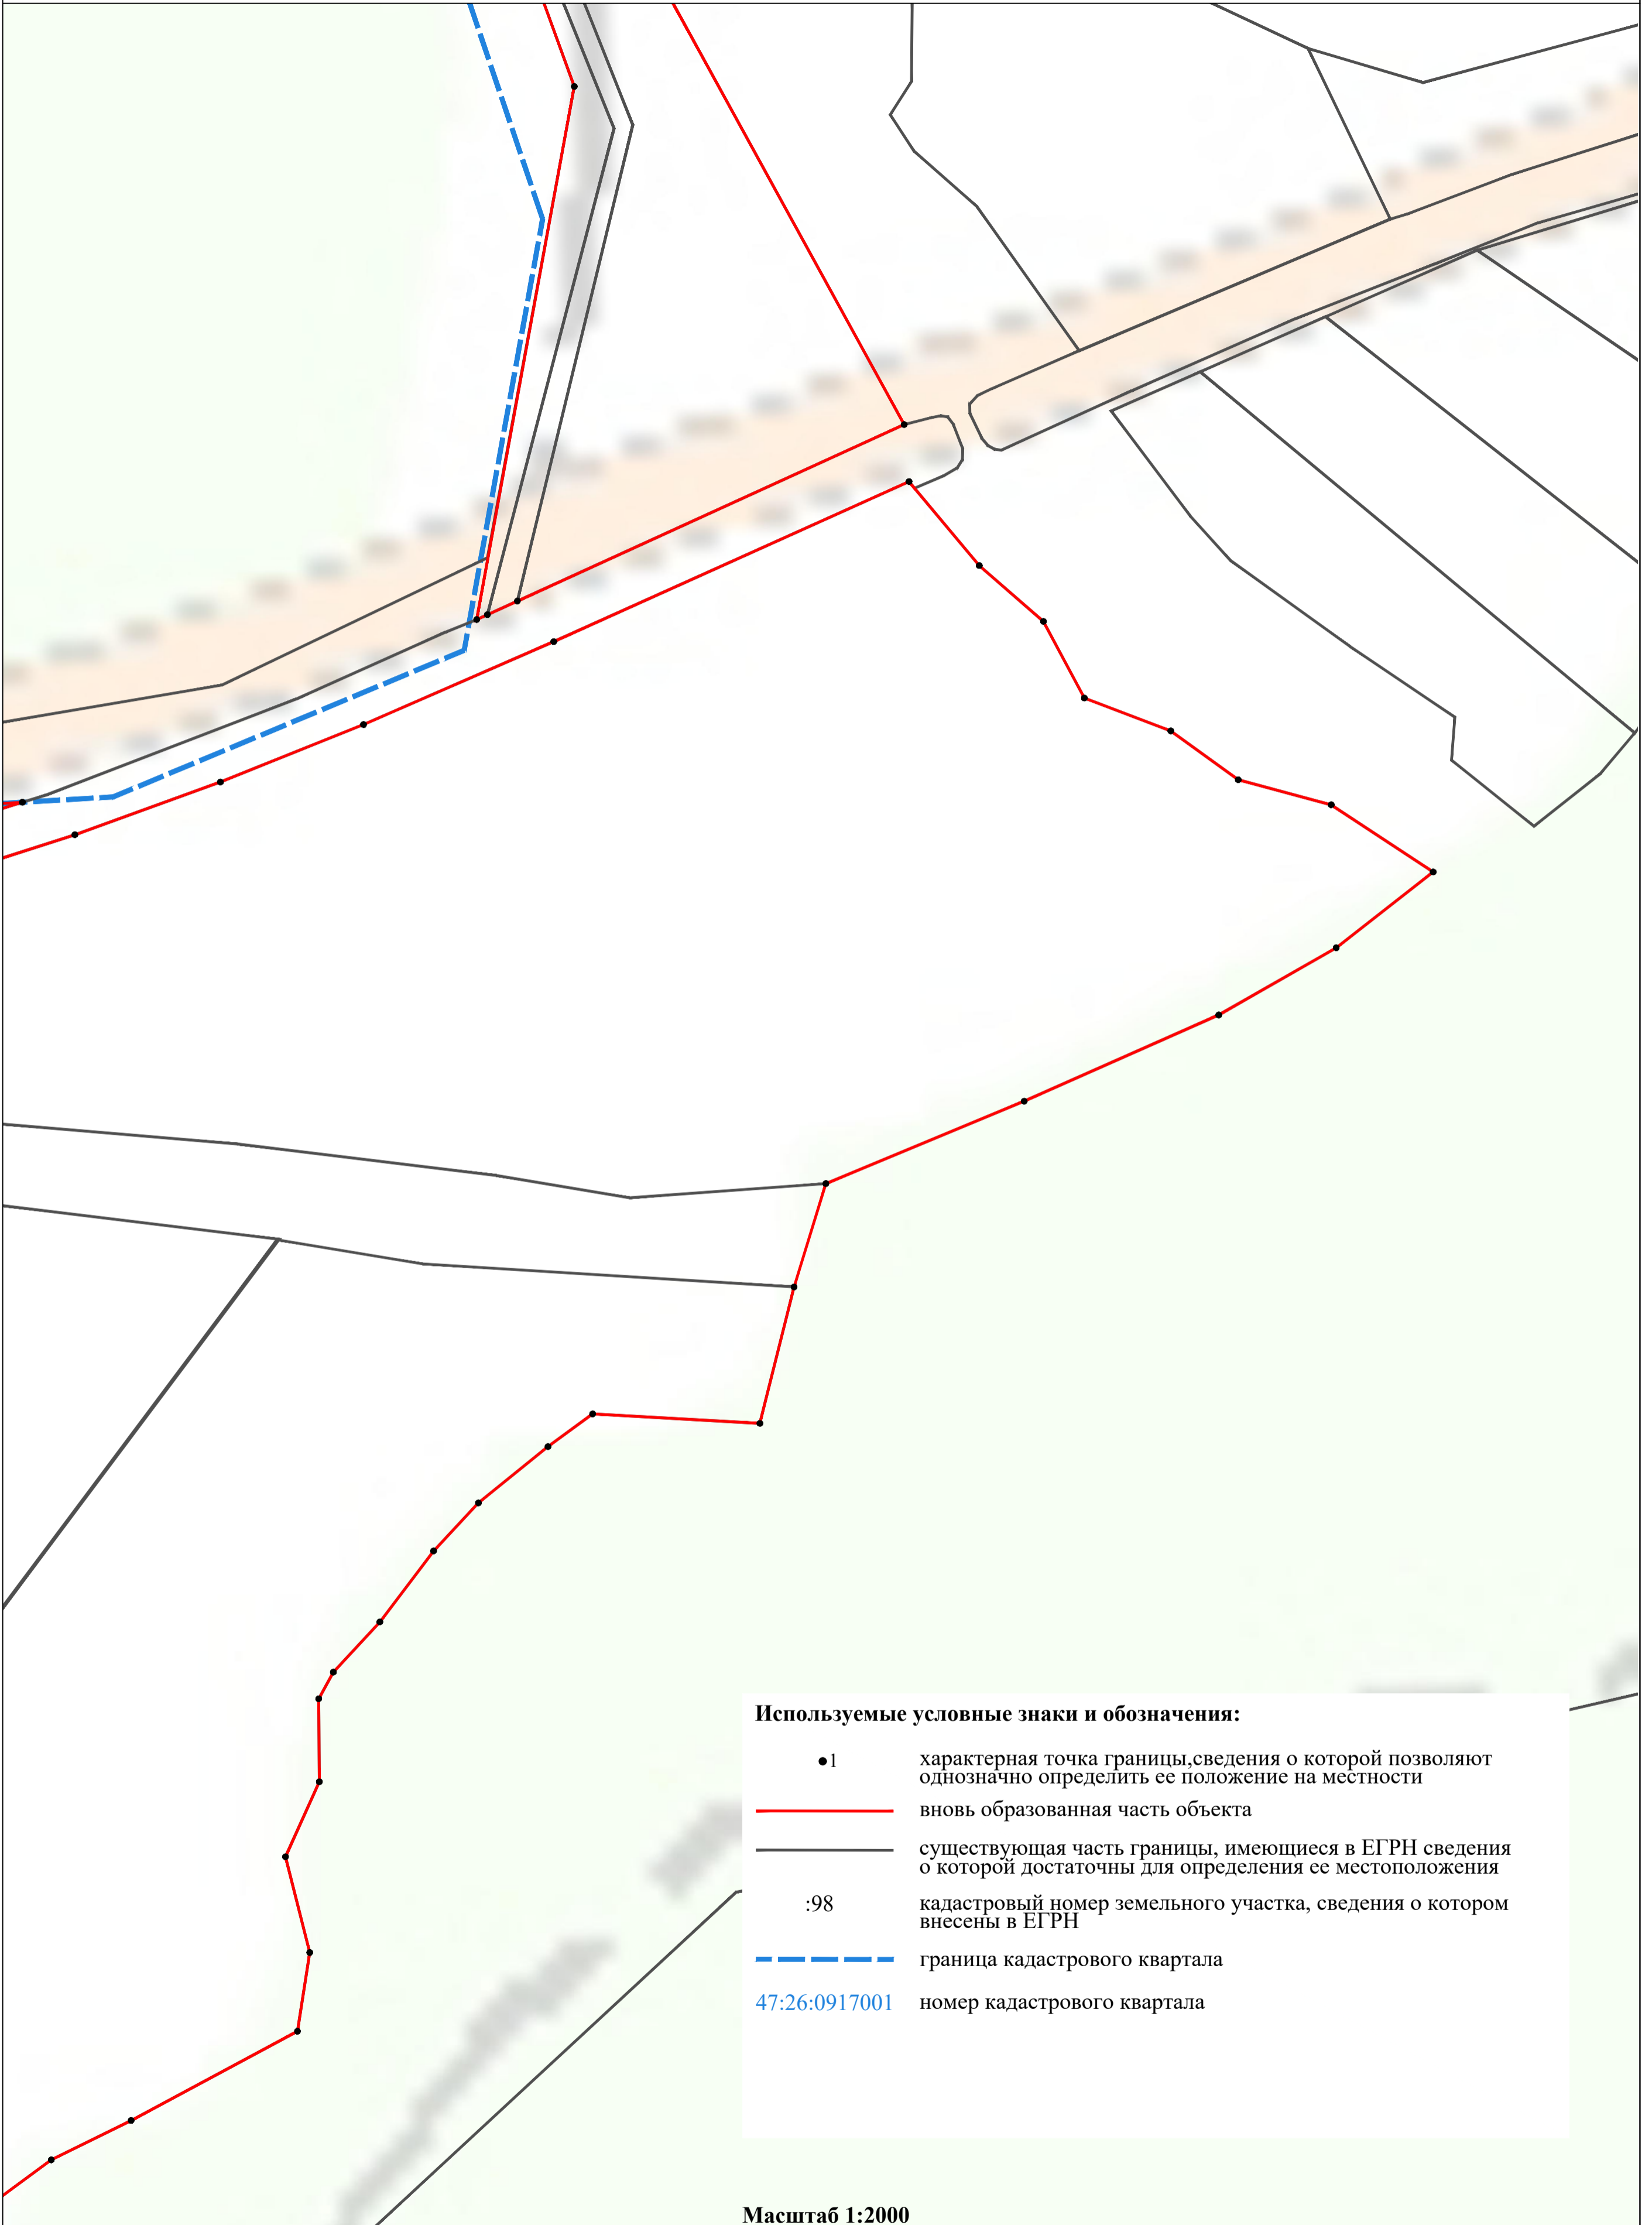 Используемые условные знаки и обозначения:
1 характерная точка границы,сведения о которой позволяют
однозначно определить ее положение на местности
вновь образованная часть объекта
существующая часть границы, имеющиеся в ЕГРН сведения
о которой достаточны для определения ее местоположения
:98 кадастровый номер земельного участка, сведения о котором
внесены в ЕГРН
граница кадастрового квартала
47:26:0917001 номер кадастрового квартала
Масштаб 1:2000